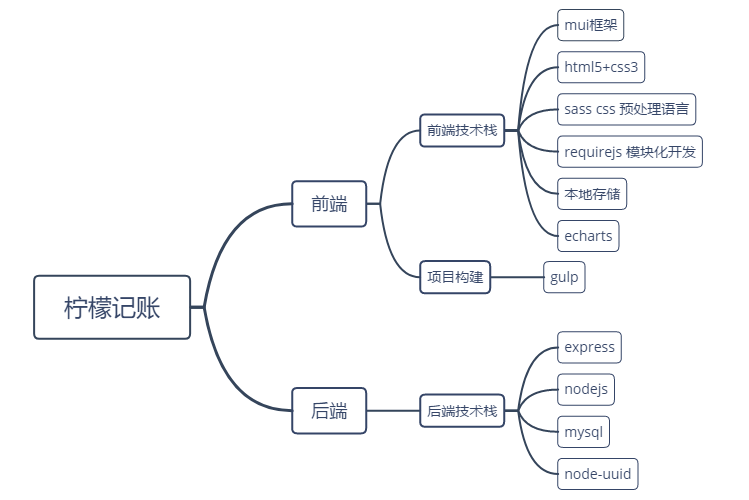 柠檬记账
前端
前端技术栈
mui框架
html5+css3
sass css 预处理语言
requirejs 模块化开发
本地存储
echarts
项目构建
gulp
后端
后端技术栈
express
nodejs
mysql
node-uuid